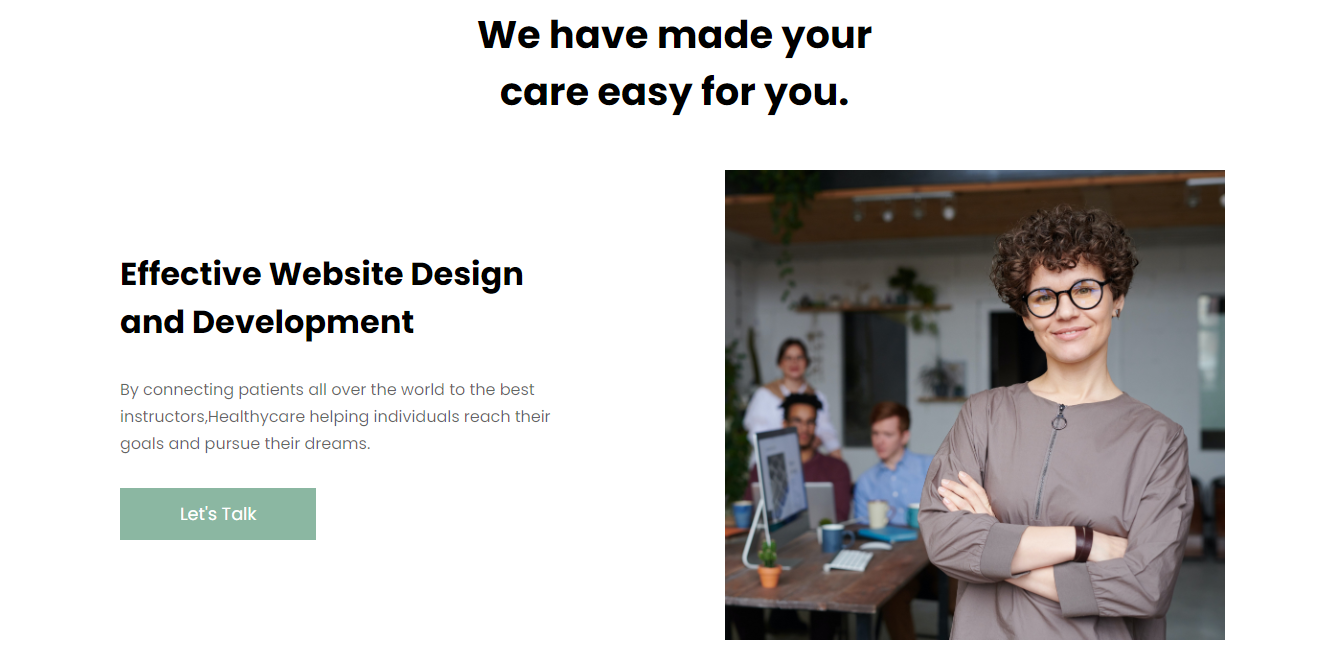 We have made your
care easy for you.
Effective Website Design
and Development
By connecting patients all over the world to the best
instructors,Healthycare helping individuals reach their
goals and pursue their dreams.
Let's Talk